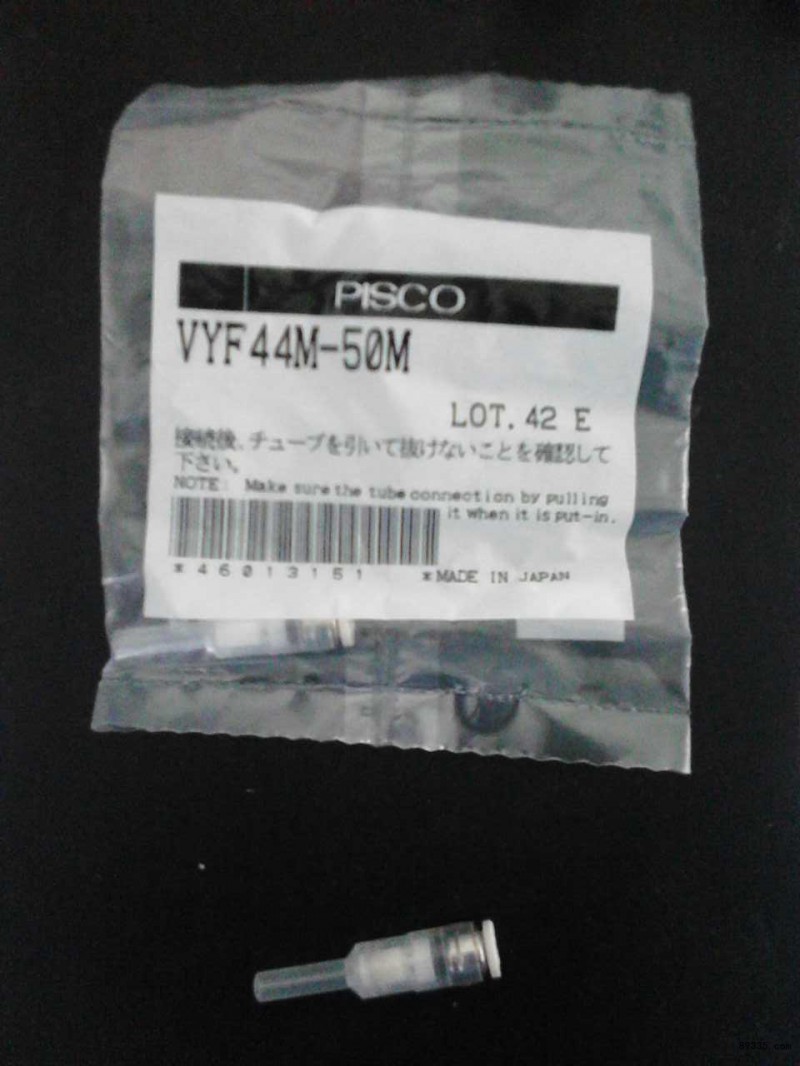 PISCO
VYF44M-50M
LOT. 42 E
接続後、チューブを引いて抜けないことを確認して
下さい。
NOTE: Make sure the tube connection by pulling
it when it is put-in.
*46013151 *MADE IN JAPAN